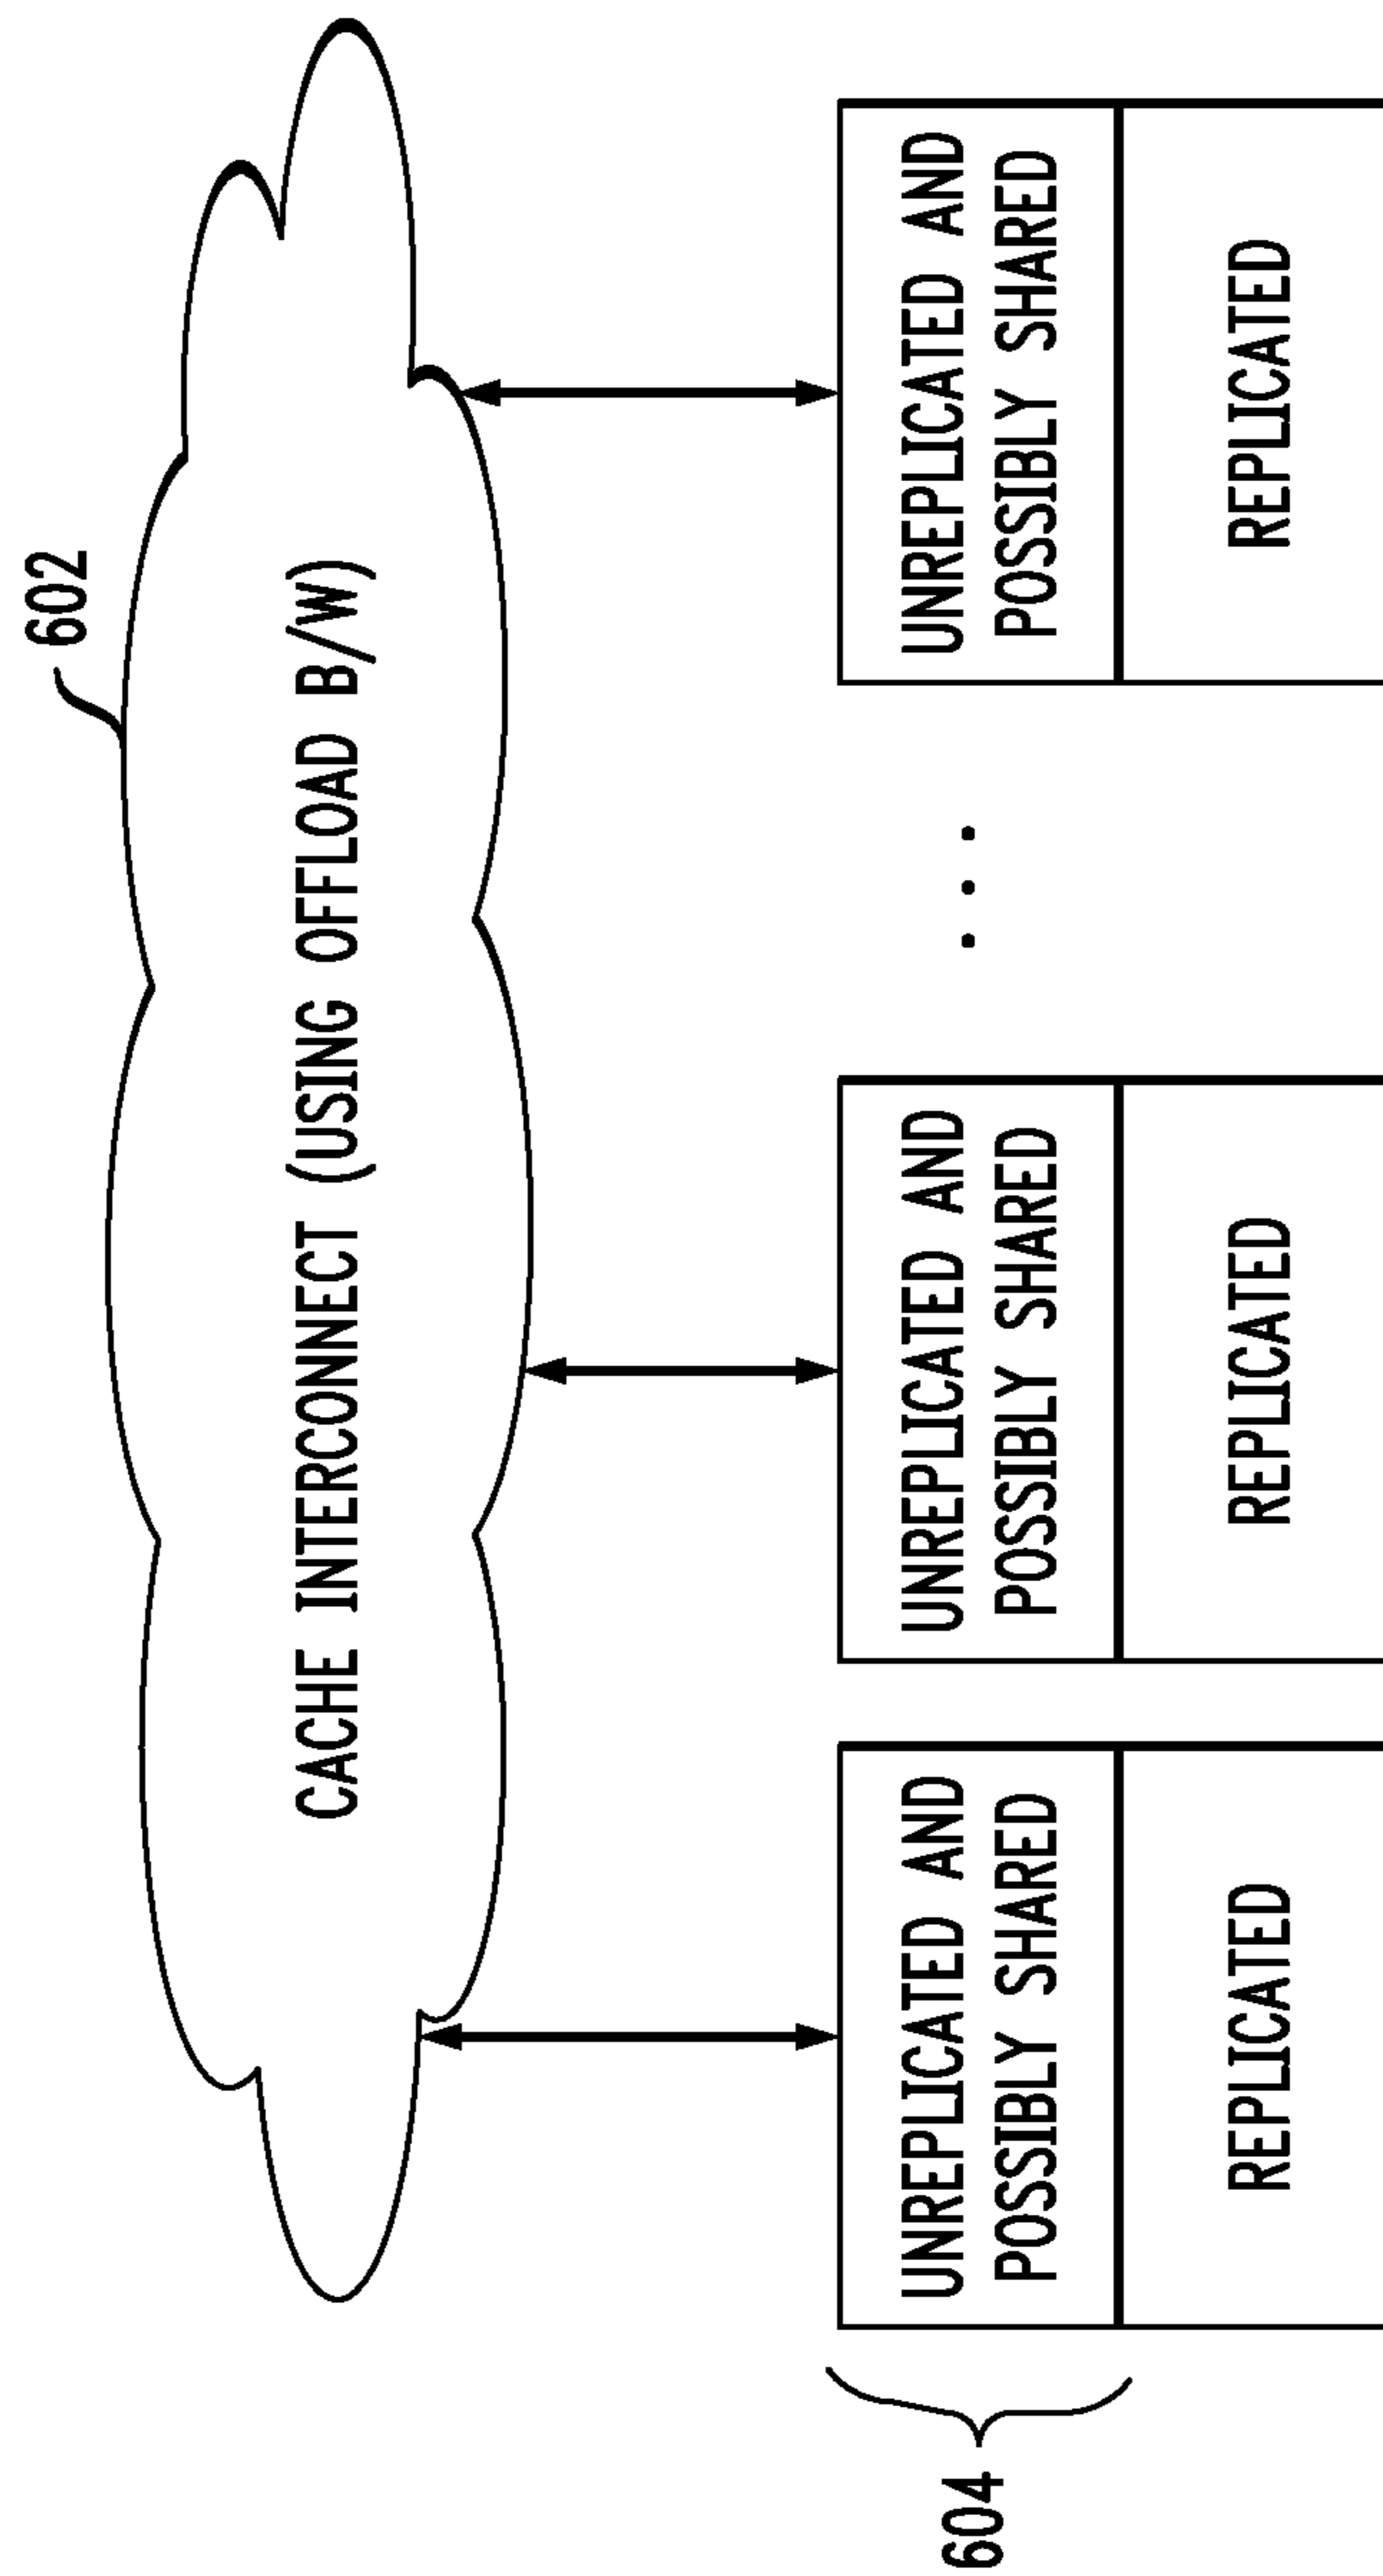 602
CACHE INTERCONNECT (USING OFFLOAD B/W)
604
UNREPLICATED AND
POSSIBLY SHARED
REPLICATED
UNREPLICATED AND
POSSIBLY SHARED
REPLICATED
. . .
UNREPLICATED AND
POSSIBLY SHARED
REPLICATED